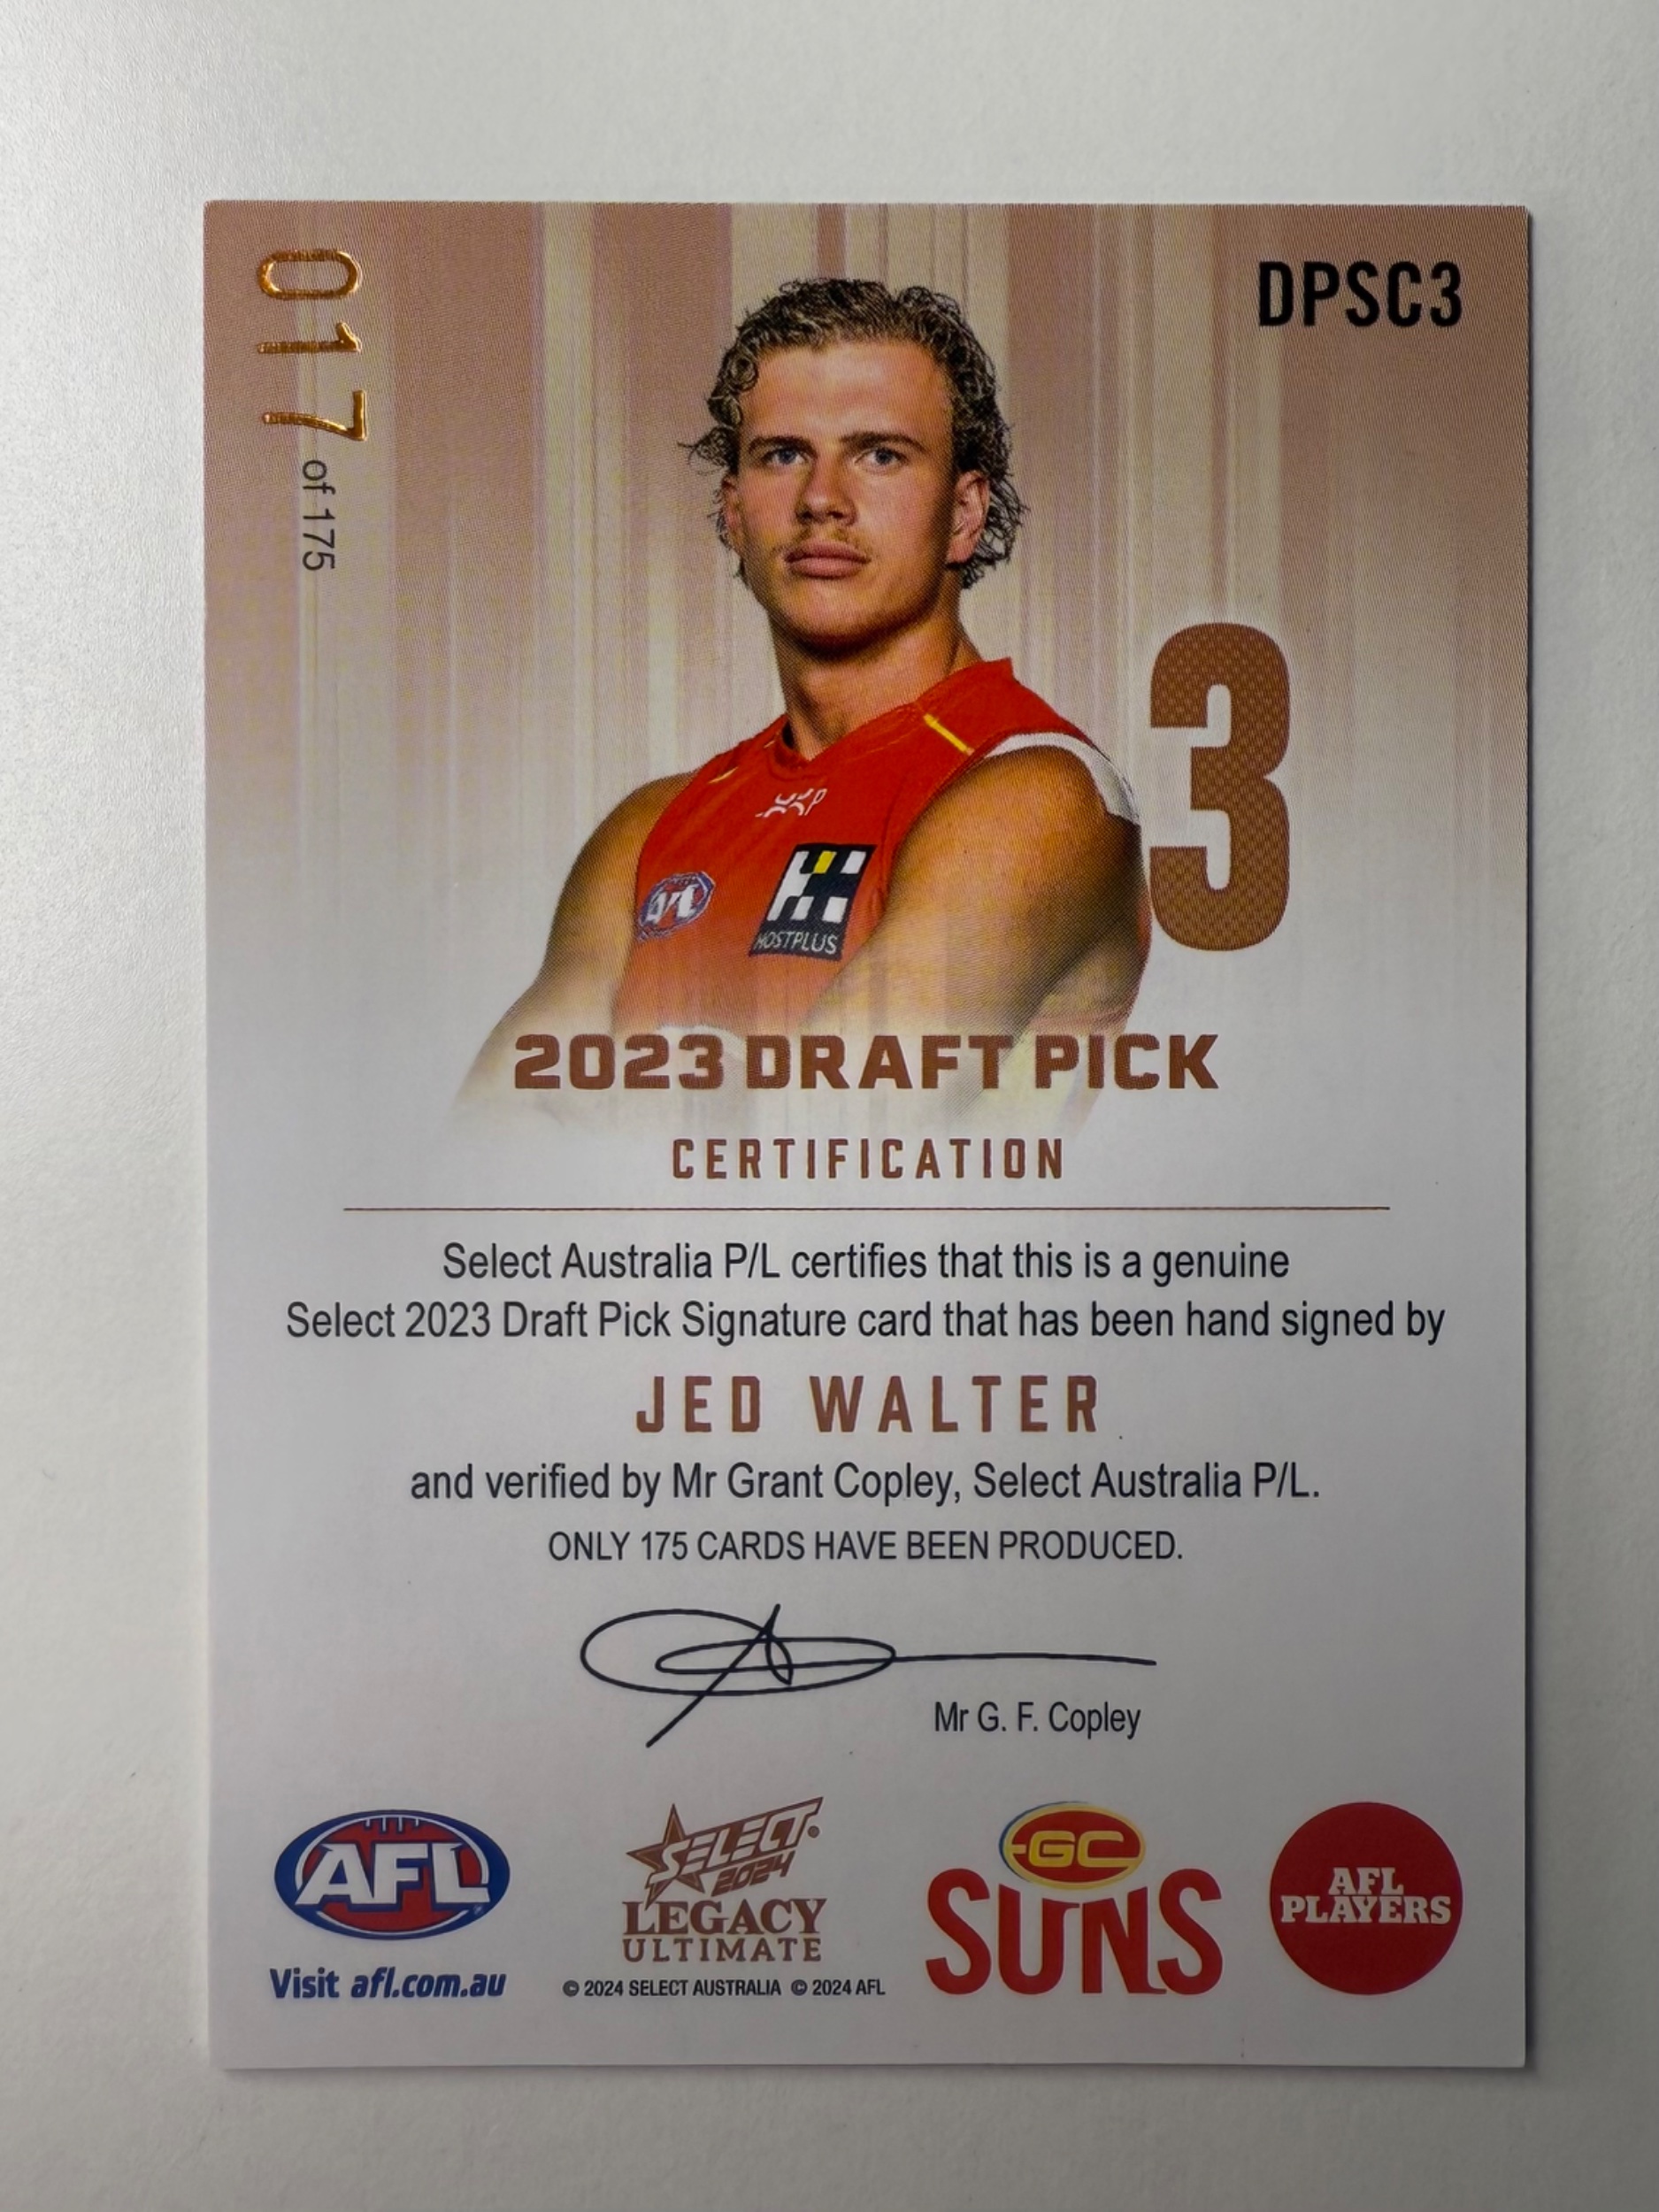 017 of 175
DPSC3
3
AFL
HOSTPLUS
2023 DRAFT PICK
CERTIFICATION
Select Australia P/L certifies that this is a genuine
Select 2023 Draft Pick Signature card that has been hand signed by
JED WALTER
and verified by Mr Grant Copley, Select Australia P/L.
ONLY 175 CARDS HAVE BEEN PRODUCED.
Mr G. F. Copley
AFL
Visit afl.com.au
SELECT
2024
LEGACY
ULTIMATE
© 2024 SELECT AUSTRALIA © 2024 AFL
GC
SUNS
AFL
PLAYERS